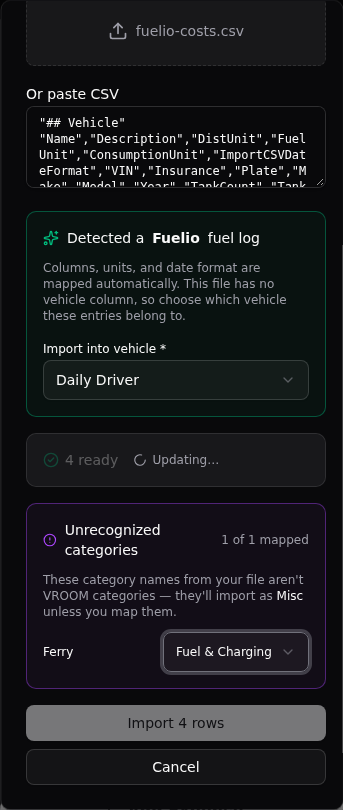 fuelio-costs.csv
Or paste CSV
"## Vehicle"
"Name","Description","DistUnit","Fuel
Unit","ConsumptionUnit","ImportCSVDat
eFormat","VIN","Insurance","Plate","M
ake","Model","Year","TankCount","Tank
Detected a Fuelio fuel log
Columns, units, and date format are
mapped automatically. This file has no
vehicle column, so choose which vehicle
these entries belong to.
Import into vehicle *
Daily Driver
4 ready Updating...
Unrecognized
categories
1 of 1 mapped
These category names from your file aren't
VROOM categories — they'll import as Misc
unless you map them.
Ferry Fuel & Charging
Import 4 rows
Cancel